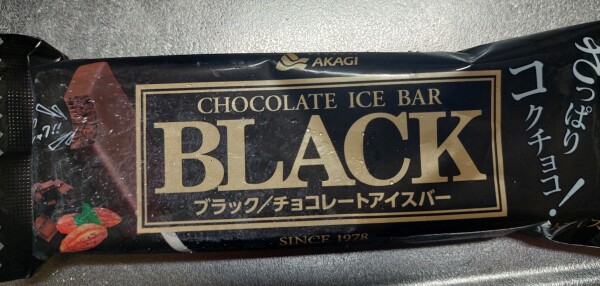 AKAGI
CHOCOLATE ICE BAR
BLACK
ブラック/チョコレートアイスバー
SINCE 1978
さっぱり
コクチョコ!